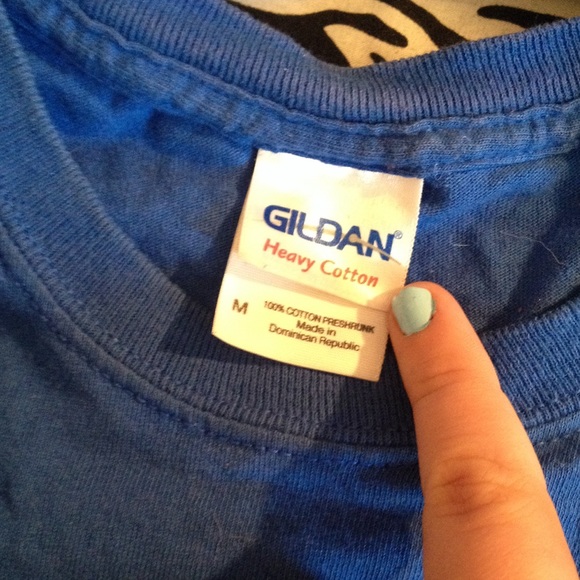 GILDAN®
Heavy Cotton
M
100% COTTON PRESHRUNK
Made in
Dominican Republic